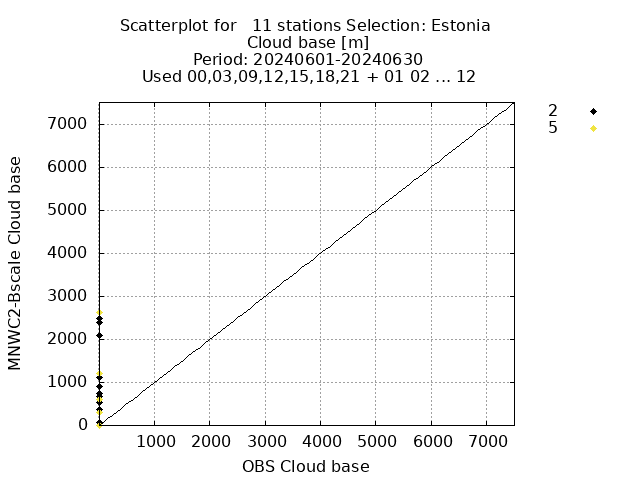 Scatterplot for   11 stations Selection: Estonia
Cloud base [m]
Period: 20240601-20240630
Used 00,03,09,12,15,18,21 + 01 02 ... 12
2
5
7000
6000
5000
4000
3000
2000
1000
0
MNWC2-Bscale Cloud base
1000 2000 3000 4000 5000 6000 7000
OBS Cloud base